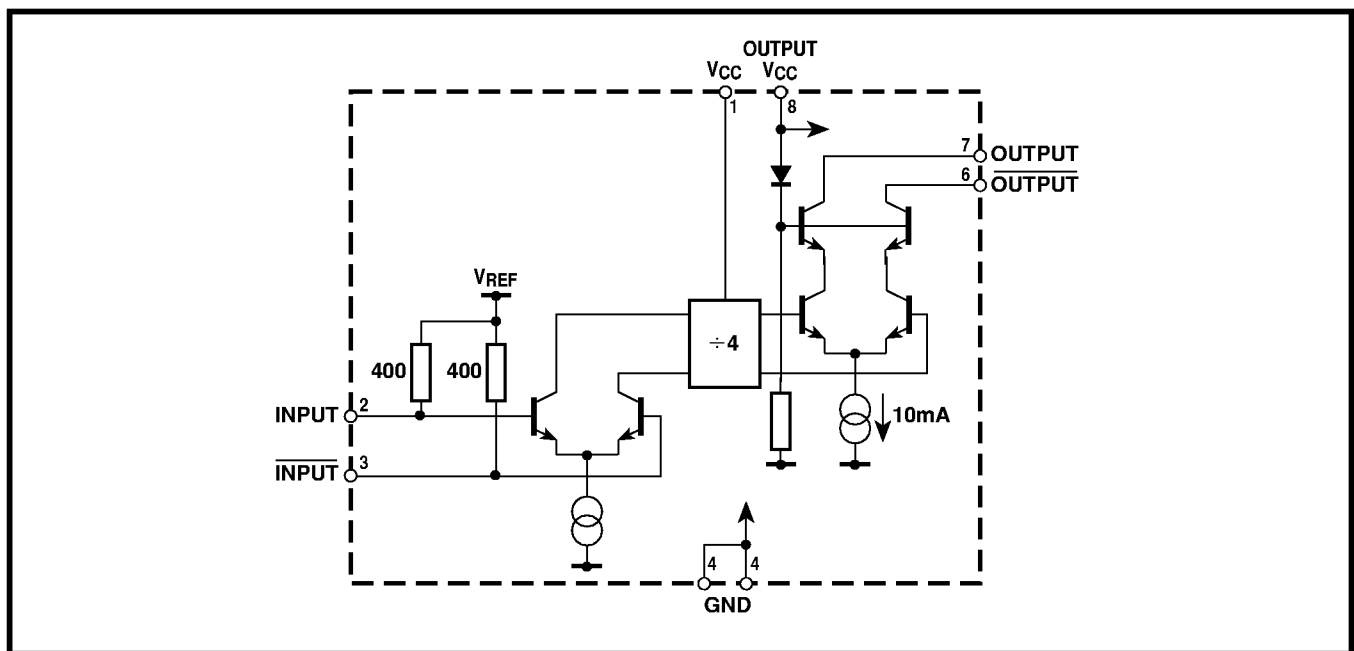 OUTPUT
VCC VCC
1 8
7 OUTPUT
6 OUTPUT
VREF
÷4
400 400
INPUT 2
10mA
INPUT 3
4 4
GND